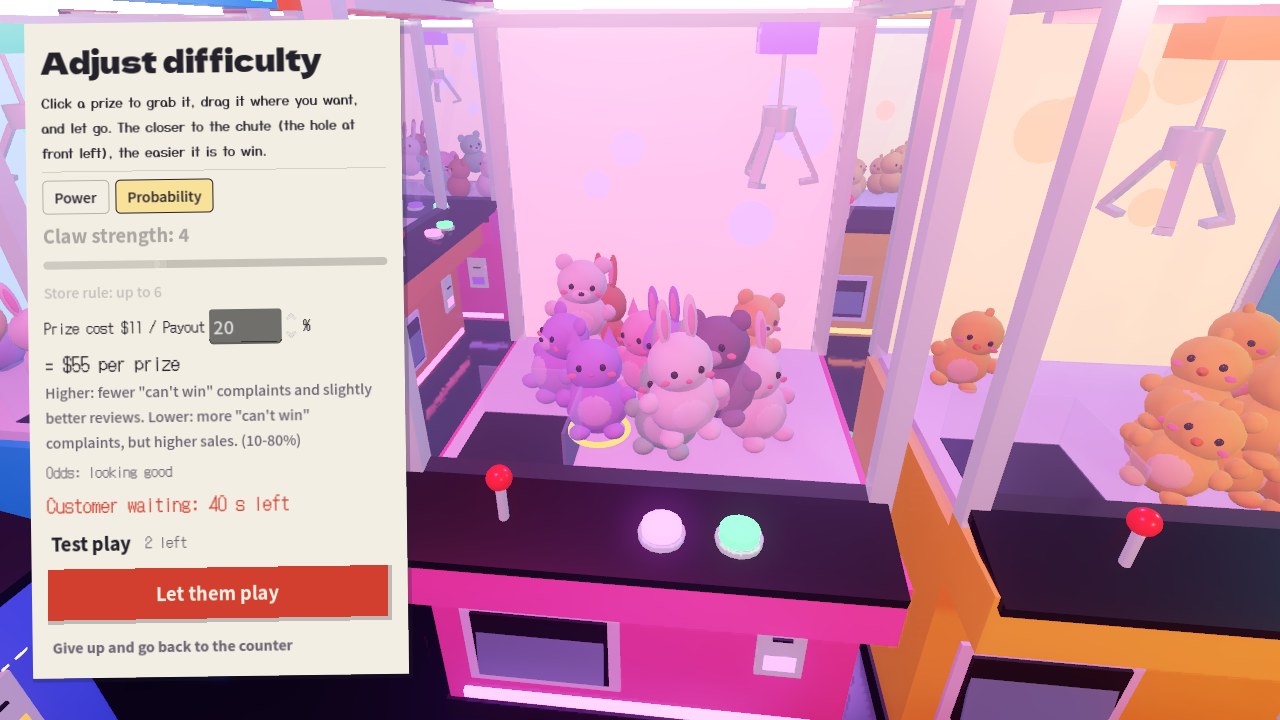 Adjust difficulty
Click a prize to grab it, drag it where you want,
and let go. The closer to the chute (the hole at
front left), the easier it is to win.
Power
Probability
Claw strength: 4
Store rule: up to 6
Prize cost $11 / Payout 20 %
= $55 per prize
Higher: fewer "can't win" complaints and slightly
better reviews. Lower: more "can't win"
complaints, but higher sales. (10-80%)
Odds: looking good
Customer waiting: 40 s left
Test play 2 left
Let them play
Give up and go back to the counter